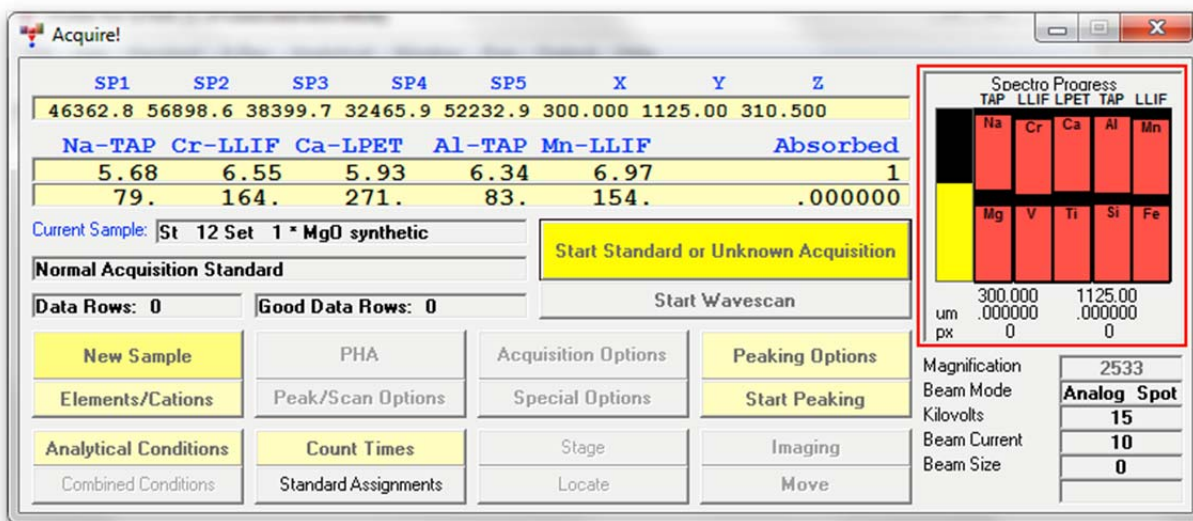 Acquire!
SP1 SP2 SP3 SP4 SP5 X Y Z
46362.8 56898.6 38399.7 32465.9 52232.9 300.000 1125.00 310.500
Na-TAP Cr-LLIF Ca-LPET Al-TAP Mn-LLIF Absorbed
5.68 6.55 5.93 6.34 6.97 1
79. 164. 271. 83. 154. .000000
Current Sample: St 12 Set 1 * MgO synthetic
Normal Acquisition Standard
Data Rows: 0 Good Data Rows: 0
Start Standard or Unknown Acquisition
Start Wavescan
New Sample PHA Acquisition Options Peaking Options
Elements/Cations Peak/Scan Options Special Options Start Peaking
Analytical Conditions Count Times Stage Imaging
Combined Conditions Standard Assignments Locate Move
Spectro Progress
TAP LLIF LPET TAP LLIF
Na Cr Ca Al Mn
Mg V Ti Si Fe
300.000 1125.00
um .000000 .000000
px 0 0
Magnification 2533
Beam Mode Analog Spot
Kilovolts 15
Beam Current 10
Beam Size 0